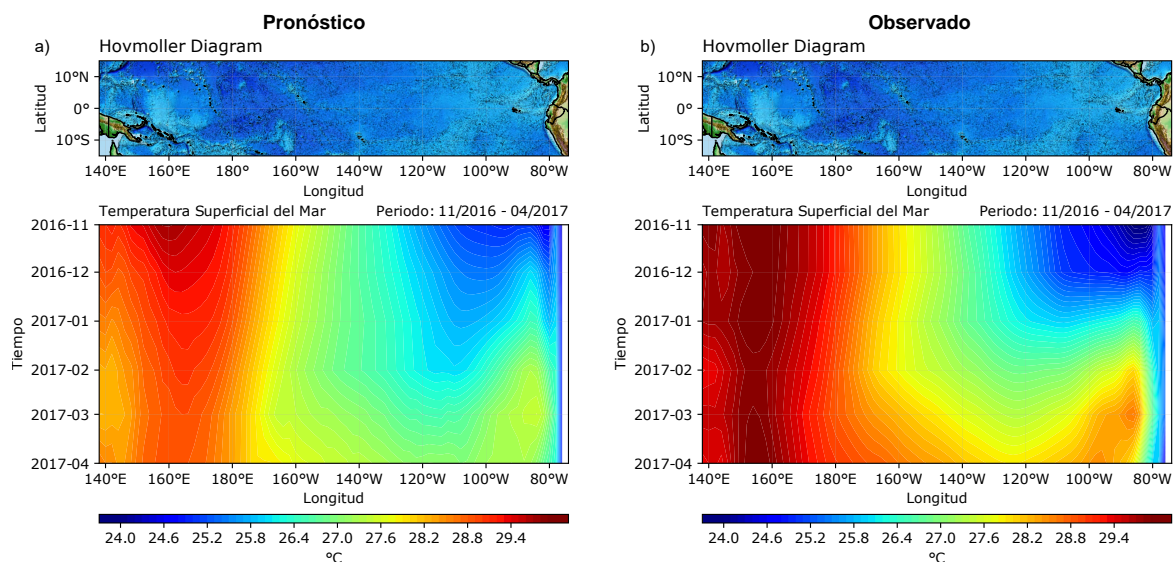 Pronóstico
a) Hovmoller Diagram
10°N
0°
10°S
Latitud
140°E 160°E 180° 160°W 140°W 120°W 100°W 80°W
Longitud
Temperatura Superficial del Mar Periodo: 11/2016 - 04/2017
2016-11
2016-12
2017-01
2017-02
2017-03
2017-04
Tiempo
140°E 160°E 180°W 160°W 140°W 120°W 100°W 80°W
Longitud
24.0 24.6 25.2 25.8 26.4 27.0 27.6 28.2 28.8 29.4
°C
Observado
b) Hovmoller Diagram
10°N
0°
10°S
Latitud
140°E 160°E 180° 160°W 140°W 120°W 100°W 80°W
Longitud
Temperatura Superficial del Mar Periodo: 11/2016 - 04/2017
2016-11
2016-12
2017-01
2017-02
2017-03
2017-04
Tiempo
140°E 160°E 180°W 160°W 140°W 120°W 100°W 80°W
Longitud
24.0 24.6 25.2 25.8 26.4 27.0 27.6 28.2 28.8 29.4
°C